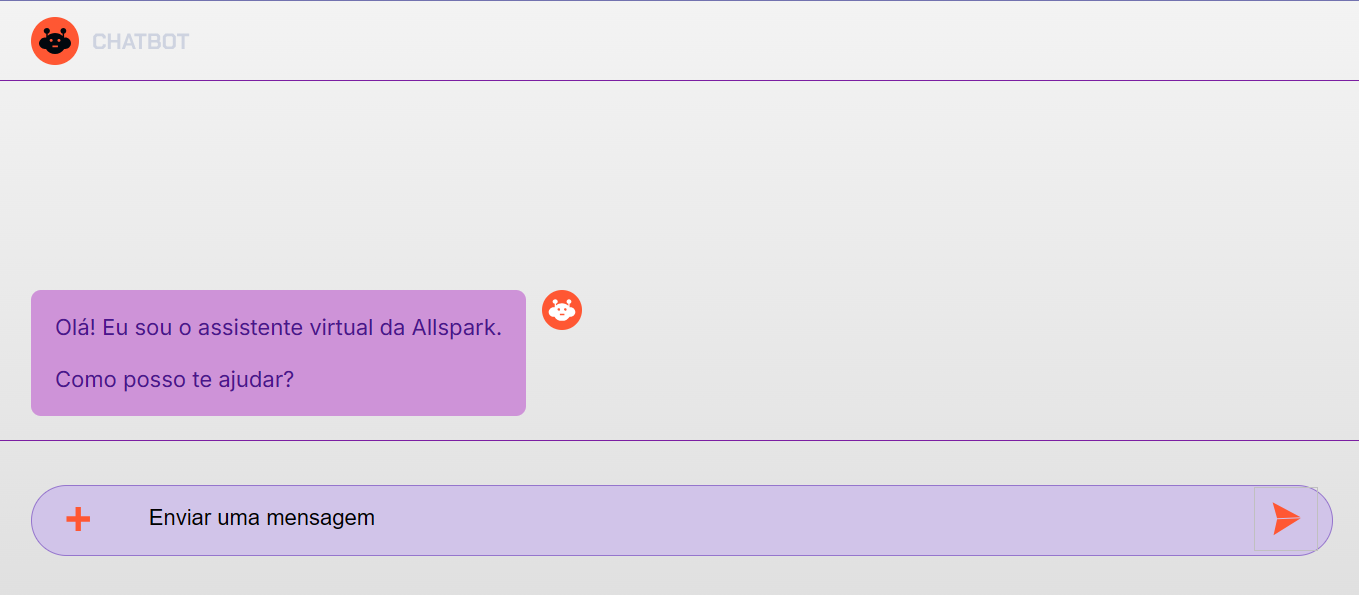 CHATBOT
Olá! Eu sou o assistente virtual da Allspark.
Como posso te ajudar?
Enviar uma mensagem